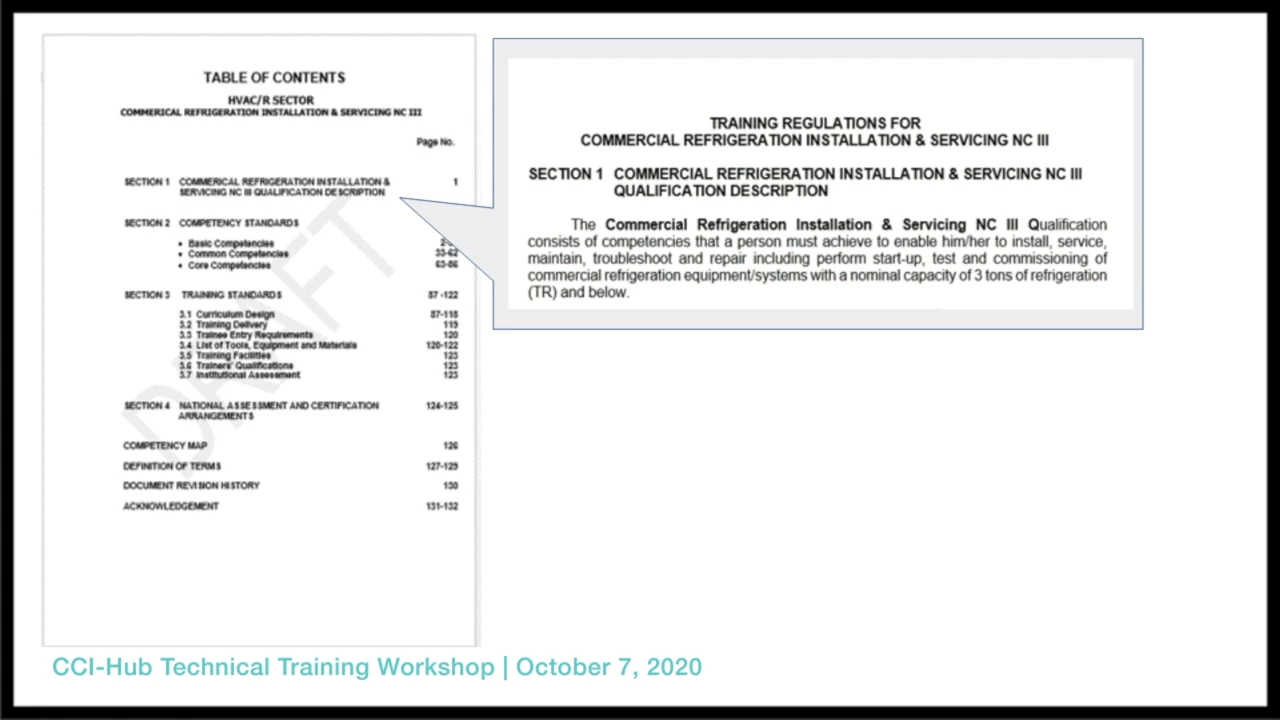 TABLE OF CONTENTS
HVAC/R SECTOR
COMMERICAL REFRIGERATION INSTALLATION & SERVICING NC III
Page No.
SECTION 1 COMMERICAL REFRIGERATION INSTALLATION & 1
SERVICING NC III QUALIFICATION DESCRIPTION
SECTION 2 COMPETENCY STANDARDS
• Basic Competencies
• Common Competencies 33-62
• Core Competencies 63-86
SECTION 3 TRAINING STANDARDS 87 -122
3.1 Curriculum Design 87-118
3.2 Training Delivery 119
3.3 Trainee Entry Requirements 120
3.4 List of Tools, Equipment and Materials 120-122
3.5 Training Facilities 123
3.6 Trainers' Qualifications 123
3.7 Institutional Assessment 123
SECTION 4 NATIONAL ASSESSMENT AND CERTIFICATION 124-125
ARRANGEMENTS
COMPETENCY MAP 126
DEFINITION OF TERMS 127-129
DOCUMENT REVISION HISTORY 130
ACKNOWLEDGEMENT 131-132
DRAFT
TRAINING REGULATIONS FOR
COMMERCIAL REFRIGERATION INSTALLATION & SERVICING NC III
SECTION 1 COMMERCIAL REFRIGERATION INSTALLATION & SERVICING NC III
QUALIFICATION DESCRIPTION
The Commercial Refrigeration Installation & Servicing NC III Qualification
consists of competencies that a person must achieve to enable him/her to install, service,
maintain, troubleshoot and repair including perform start-up, test and commissioning of
commercial refrigeration equipment/systems with a nominal capacity of 3 tons of refrigeration
(TR) and below.
CCI-Hub Technical Training Workshop | October 7, 2020